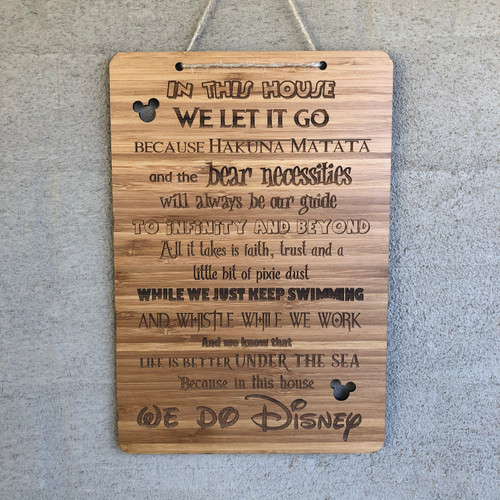 IN THIS HOUSE
WE LET IT GO
BECAUSE HAKUNA MATATA
and the bear necessities
will always be our guide
TO INFINITY AND BEYOND
All it takes is faith, trust and a
little bit of pixie dust
WHILE WE JUST KEEP SWIMMING
AND WHISTLE WHILE WE WORK
And we know that
LIFE IS BETTER UNDER THE SEA
Because in this house
WE DO DISNEY